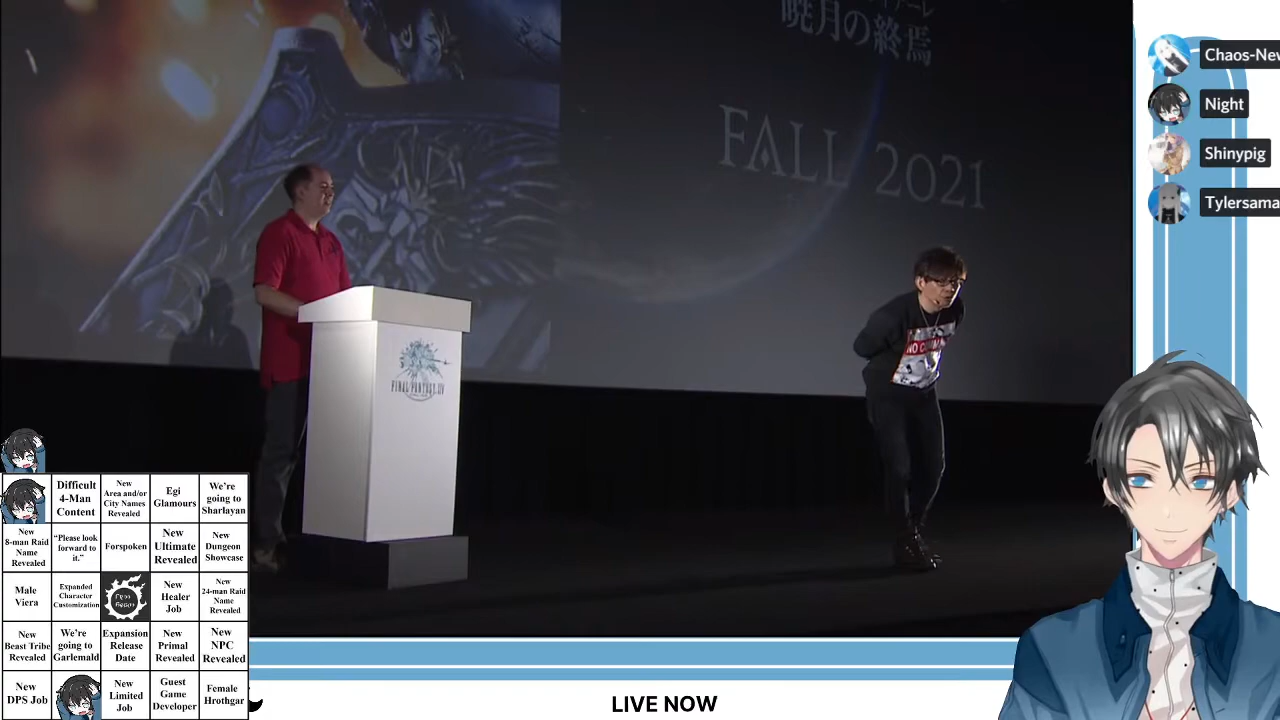 暁月の終焉
FALL 2021
FINAL FANTASY XIV
Chaos-Nev
Night
Shinypig
Tylersama
Difficult
4-Man
Content
New
Area and/or
City Names
Revealed
Egi
Glamours
We're
going to
Sharlayan
New
8-man Raid
Name
Revealed
“Please look
forward to
it.”
Forspoken
New
Ultimate
Revealed
New
Dungeon
Showcase
Male
Viera
Expanded
Character
Customization
New
Healer
Job
New
24-man Raid
Name
Revealed
New
Beast Tribe
Revealed
We're
going to
Garlemald
Expansion
Release
Date
New
Primal
Revealed
New
NPC
Revealed
New
DPS Job
New
Limited
Job
Guest
Game
Developer
Female
Hrothgar
LIVE NOW